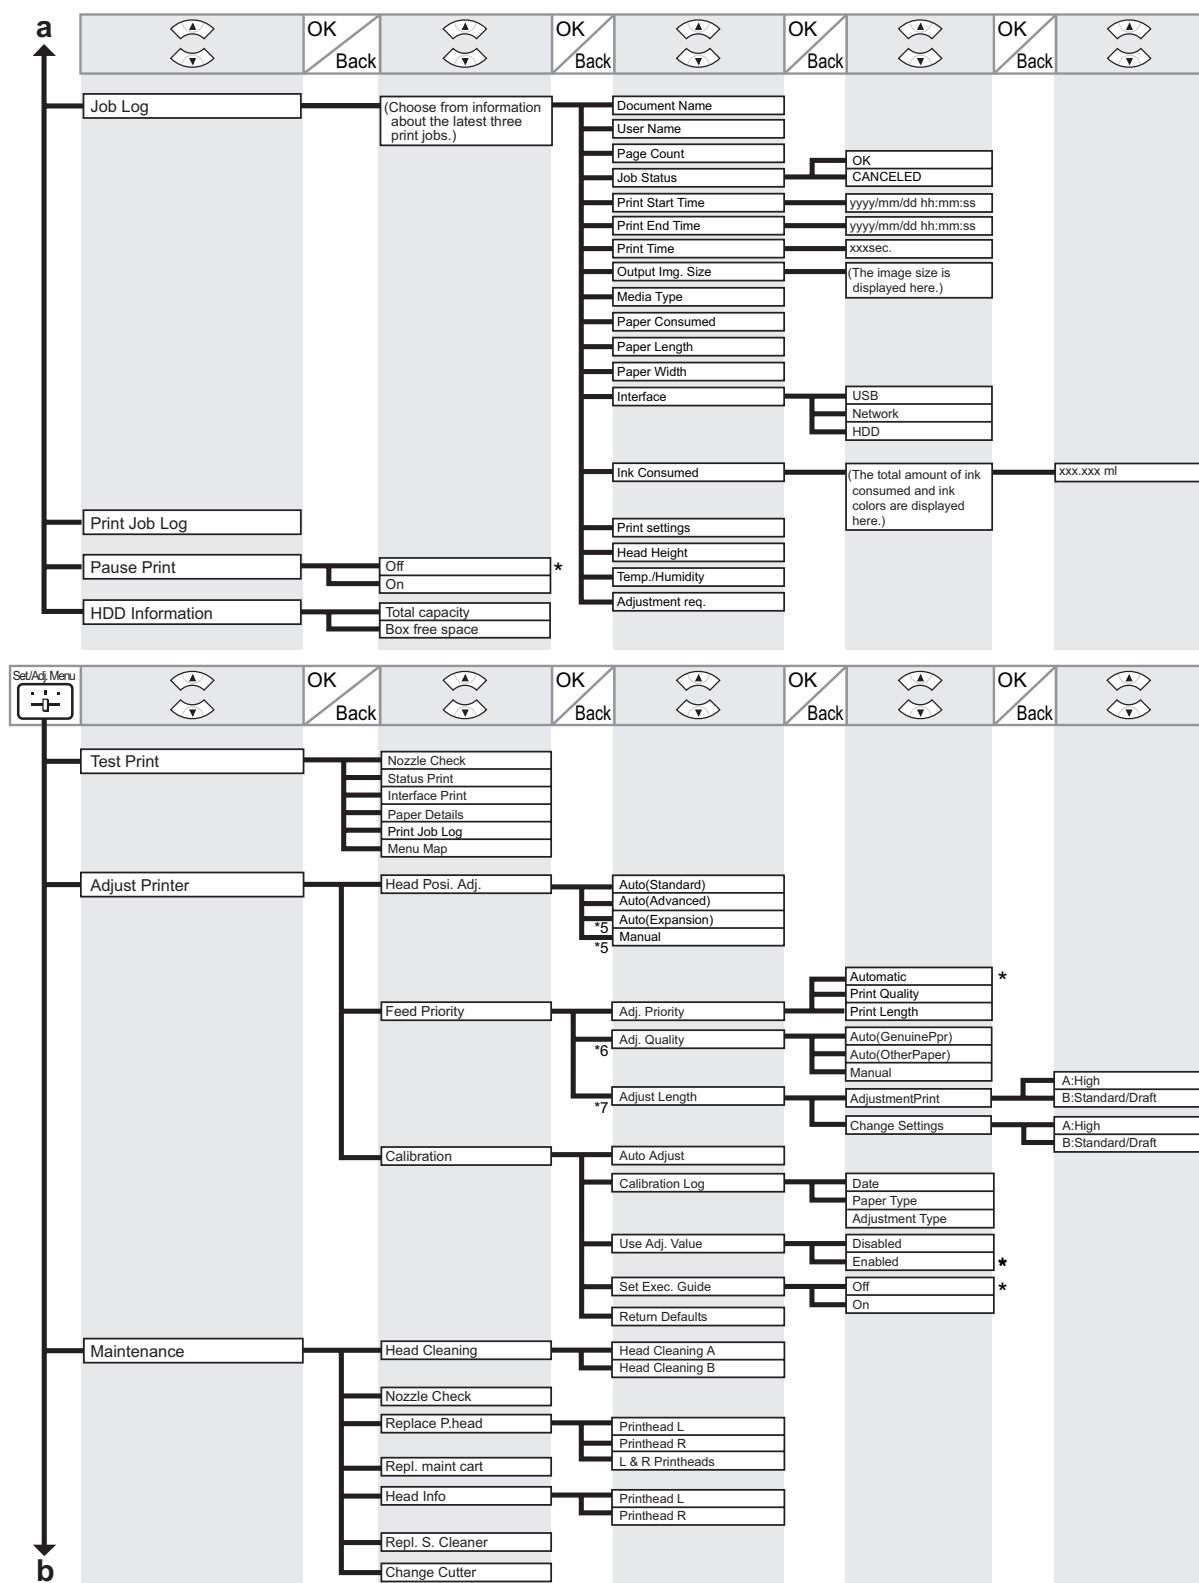 a
OK
Back
OK
Back
OK
Back
OK
Back
Job Log
(Choose from information
about the latest three
print jobs.)
Document Name
User Name
Page Count
Job Status
OK
CANCELED
Print Start Time
yyyy/mm/dd hh:mm:ss
Print End Time
yyyy/mm/dd hh:mm:ss
Print Time
xxxsec.
Output Img. Size
(The image size is
displayed here.)
Media Type
Paper Consumed
Paper Length
Paper Width
Interface
USB
Network
HDD
Ink Consumed
(The total amount of ink
consumed and ink
colors are displayed
here.)
xxx.xxx ml
Print settings
Head Height
Temp./Humidity
Adjustment req.
Print Job Log
Pause Print
Off
*
On
HDD Information
Total capacity
Box free space
Set./Adj. Menu
OK
Back
OK
Back
OK
Back
OK
Back
Test Print
Nozzle Check
Status Print
Interface Print
Paper Details
Print Job Log
Menu Map
Adjust Printer
Head Posi. Adj.
Auto(Standard)
Auto(Advanced)
*5
Auto(Expansion)
*5
Manual
Feed Priority
Adj. Priority
Automatic
*
Print Quality
Print Length
*6
Adj. Quality
Auto(GenuinePpr)
Auto(OtherPaper)
Manual
*7
Adjust Length
AdjustmentPrint
A:High
B:Standard/Draft
Change Settings
A:High
B:Standard/Draft
Calibration
Auto Adjust
Calibration Log
Date
Paper Type
Adjustment Type
Use Adj. Value
Disabled
Enabled
*
Set Exec. Guide
Off
*
On
Return Defaults
Maintenance
Head Cleaning
Head Cleaning A
Head Cleaning B
Nozzle Check
Replace P.head
Printhead L
Printhead R
L & R Printheads
Repl. maint cart
Head Info
Printhead L
Printhead R
Repl. S. Cleaner
Change Cutter
b